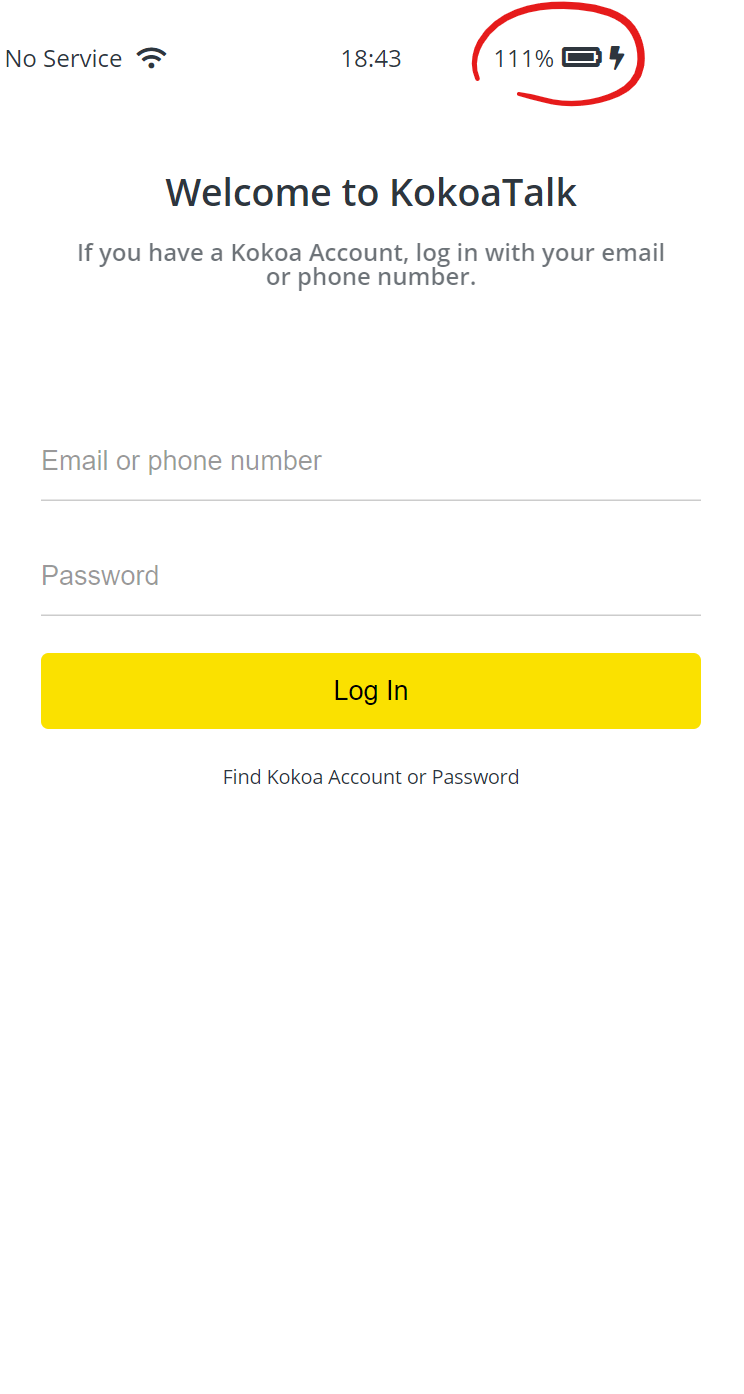 No Service 18:43 111%
Welcome to KokoaTalk
If you have a Kokoa Account, log in with your email
or phone number.
Email or phone number
Password
Log In
Find Kokoa Account or Password